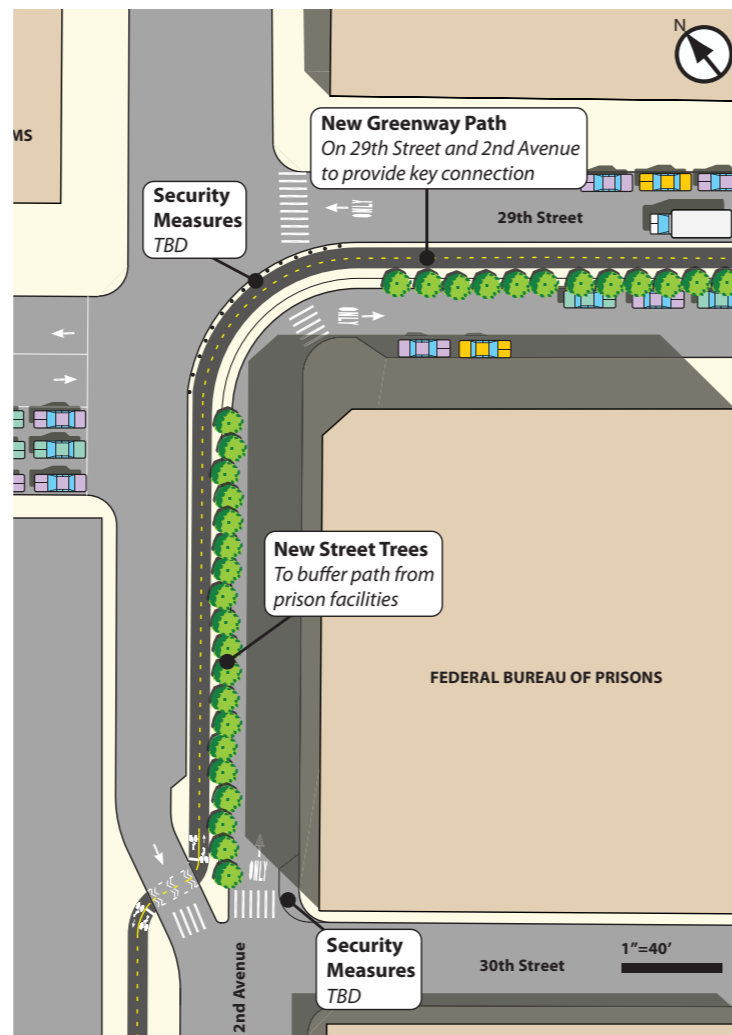 N
MS
New Greenway Path
On 29th Street and 2nd Avenue
to provide key connection
Security
Measures
TBD
ONLY
29th Street
ONLY
New Street Trees
To buffer path from
prison facilities
FEDERAL BUREAU OF PRISONS
ONLY
Security
Measures
TBD
2nd Avenue
30th Street
1"=40'